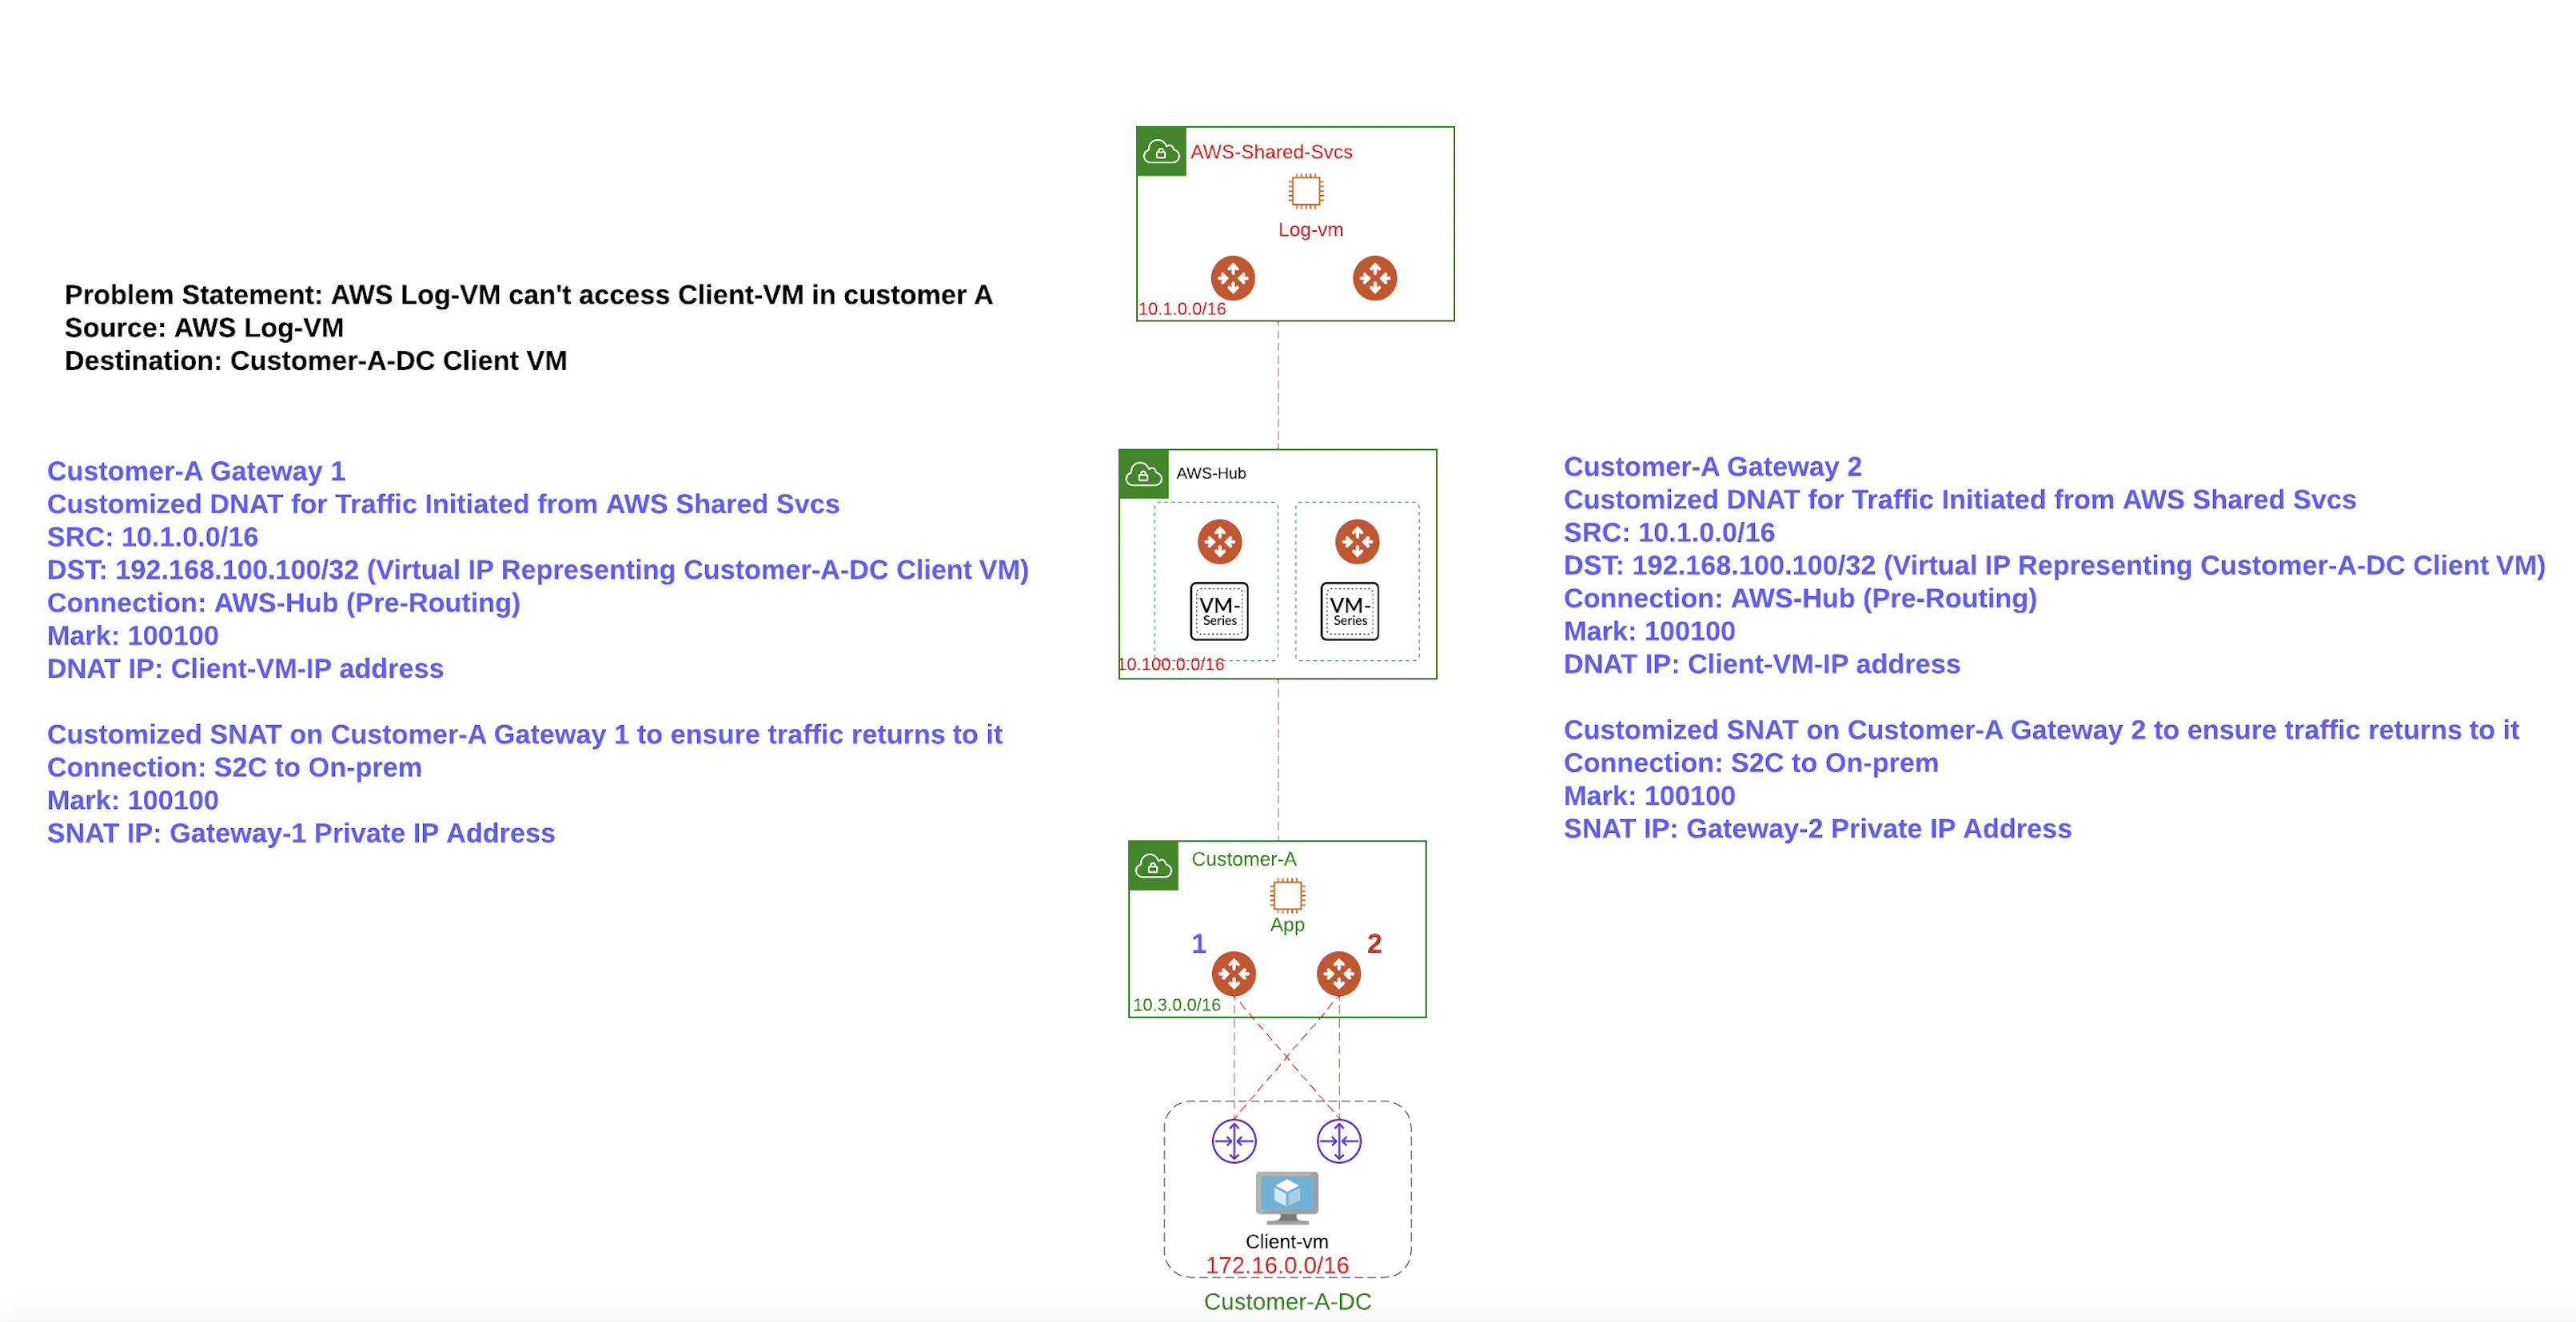 AWS-Shared-Svcs
Log-vm
10.1.0.0/16
Problem Statement: AWS Log-VM can't access Client-VM in customer A
Source: AWS Log-VM
Destination: Customer-A-DC Client VM
Customer-A Gateway 1
Customized DNAT for Traffic Initiated from AWS Shared Svcs
SRC: 10.1.0.0/16
DST: 192.168.100.100/32 (Virtual IP Representing Customer-A-DC Client VM)
Connection: AWS-Hub (Pre-Routing)
Mark: 100100
DNAT IP: Client-VM-IP address
Customized SNAT on Customer-A Gateway 1 to ensure traffic returns to it
Connection: S2C to On-prem
Mark: 100100
SNAT IP: Gateway-1 Private IP Address
AWS-Hub
VM-
Series
VM-
Series
10.100.0.0/16
Customer-A Gateway 2
Customized DNAT for Traffic Initiated from AWS Shared Svcs
SRC: 10.1.0.0/16
DST: 192.168.100.100/32 (Virtual IP Representing Customer-A-DC Client VM)
Connection: AWS-Hub (Pre-Routing)
Mark: 100100
DNAT IP: Client-VM-IP address
Customized SNAT on Customer-A Gateway 2 to ensure traffic returns to it
Connection: S2C to On-prem
Mark: 100100
SNAT IP: Gateway-2 Private IP Address
Customer-A
App
1
2
10.3.0.0/16
Client-vm
172.16.0.0/16
Customer-A-DC